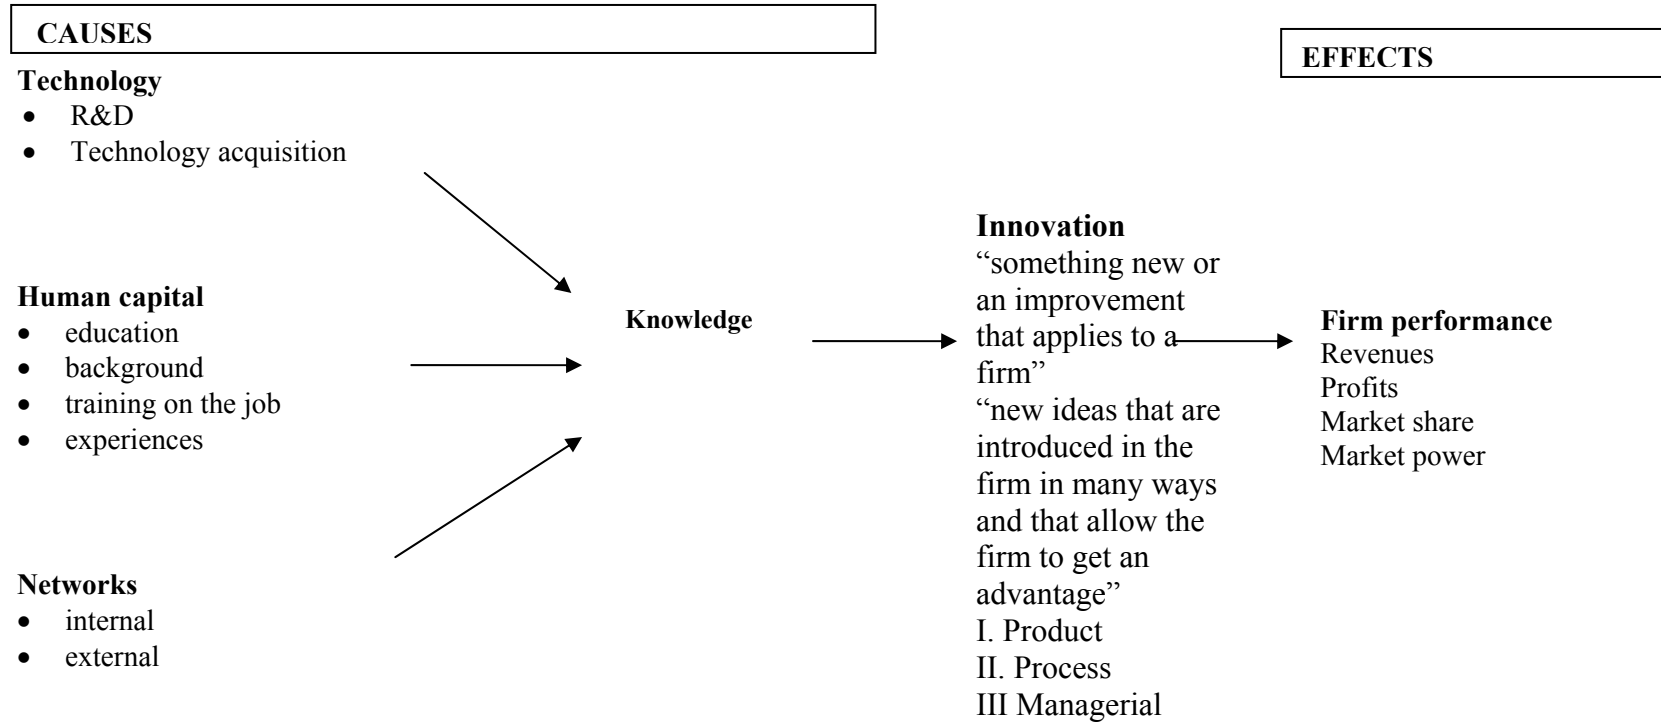 CAUSES
EFFECTS
Technology
• R&D
• Technology acquisition
Human capital
• education
• background
• training on the job
• experiences
Networks
• internal
• external
Knowledge
Innovation
“something new or
an improvement
that applies to a
firm”
“new ideas that are
introduced in the
firm in many ways
and that allow the
firm to get an
advantage”
I. Product
II. Process
III Managerial
Firm performance
Revenues
Profits
Market share
Market power